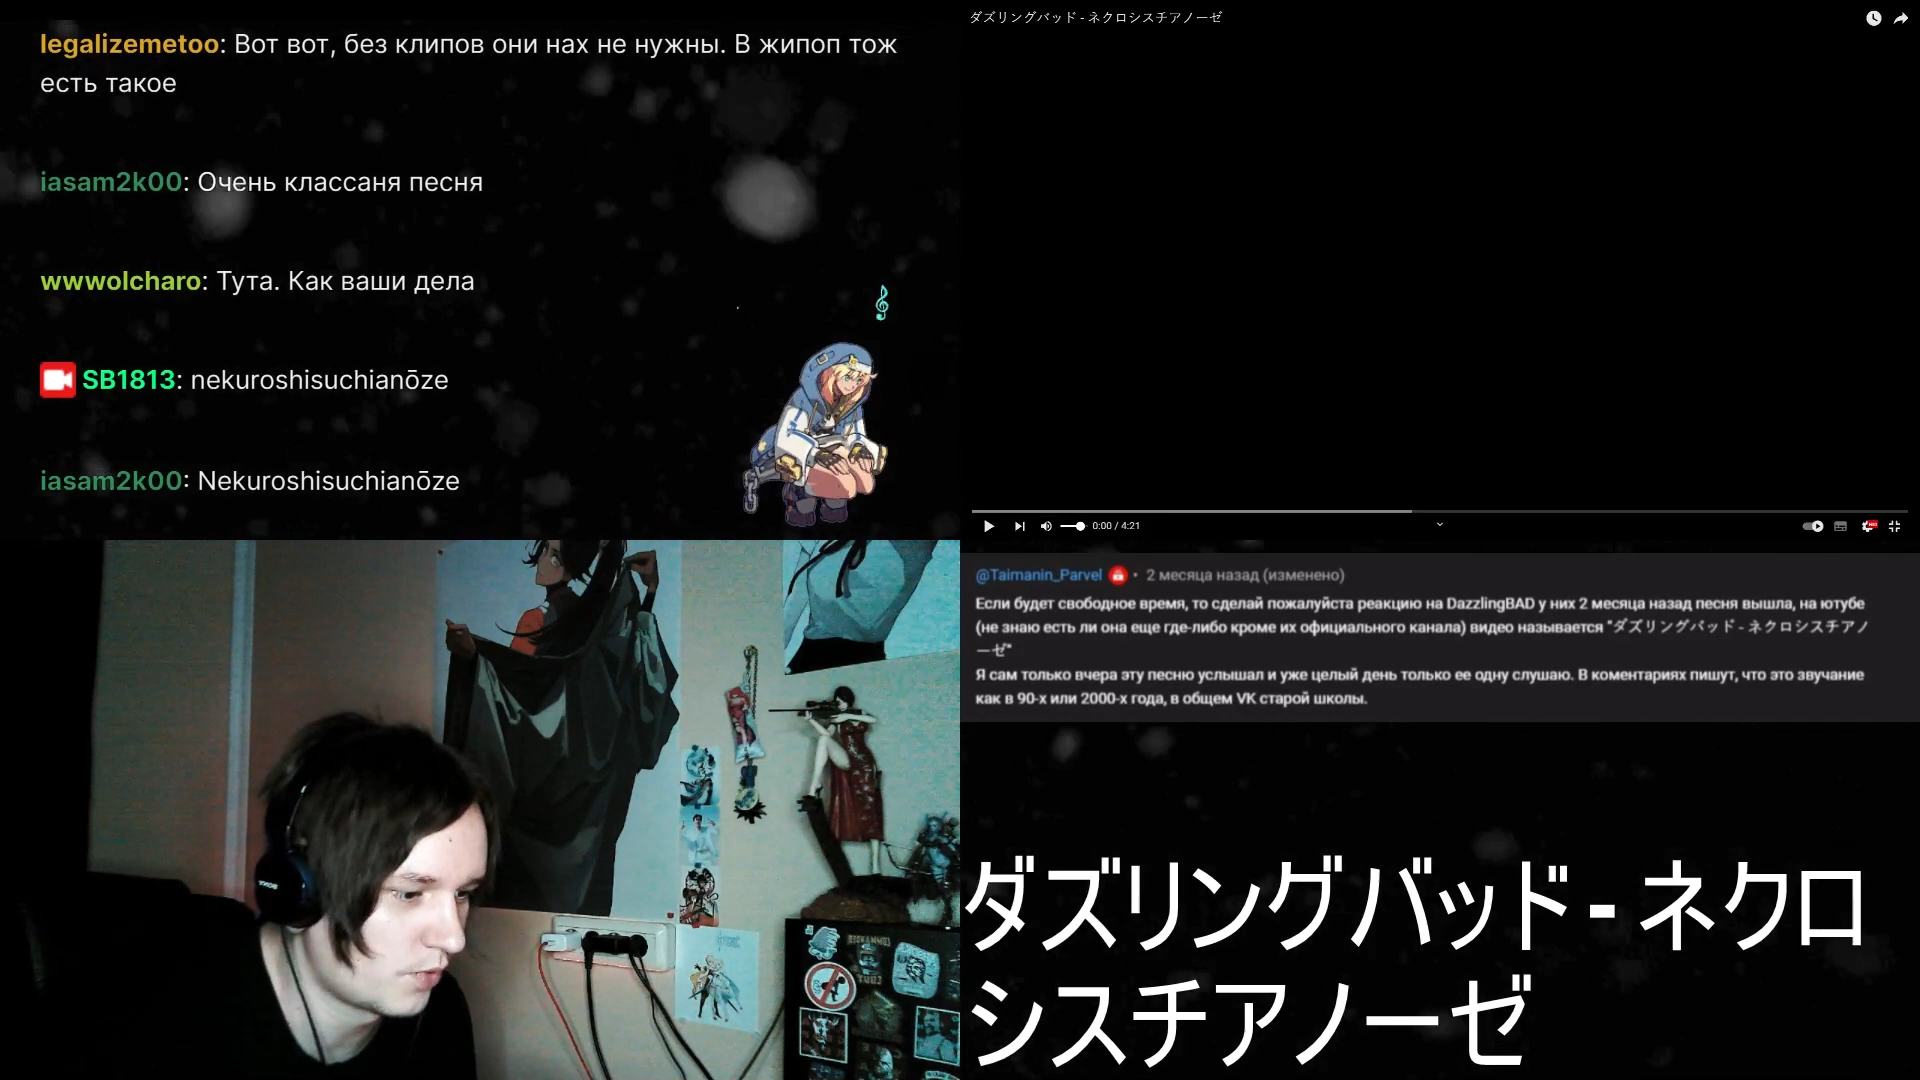 legalizemetoo: Вот вот, без клипов они нах не нужны. В жипоп тож
есть такое
iasam2k00: Очень классаня песня
wwwolcharo: Тута. Как ваши дела
SB1813: nekuroshisuchianōze
iasam2k00: Nekuroshisuchianōze
ダズリングバッド - ネクロシスチアノーゼ
0:00 / 4:21
@Taimanin_Parvel • 2 месяца назад (изменено)
Если будет свободное время, то сделай пожалуйста реакцию на DazzlingBAD у них 2 месяца назад песня вышла, на ютубе
(не знаю есть ли она еще где-либо кроме их официального канала) видео называется "ダズリングバッド - ネクロシスチアノ
ーゼ"
Я сам только вчера эту песню услышал и уже целый день только ее одну слушаю. В коментариях пишут, что это звучание
как в 90-х или 2000-х года, в общем VK старой школы.
ダズリングバッド - ネクロ
シスチアノーゼ